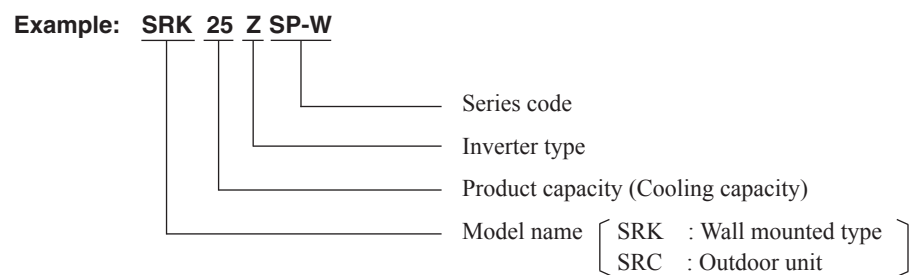 Example: SRK 25 Z SP-W
Series code
Inverter type
Product capacity (Cooling capacity)
Model name SRK : Wall mounted type
SRC : Outdoor unit